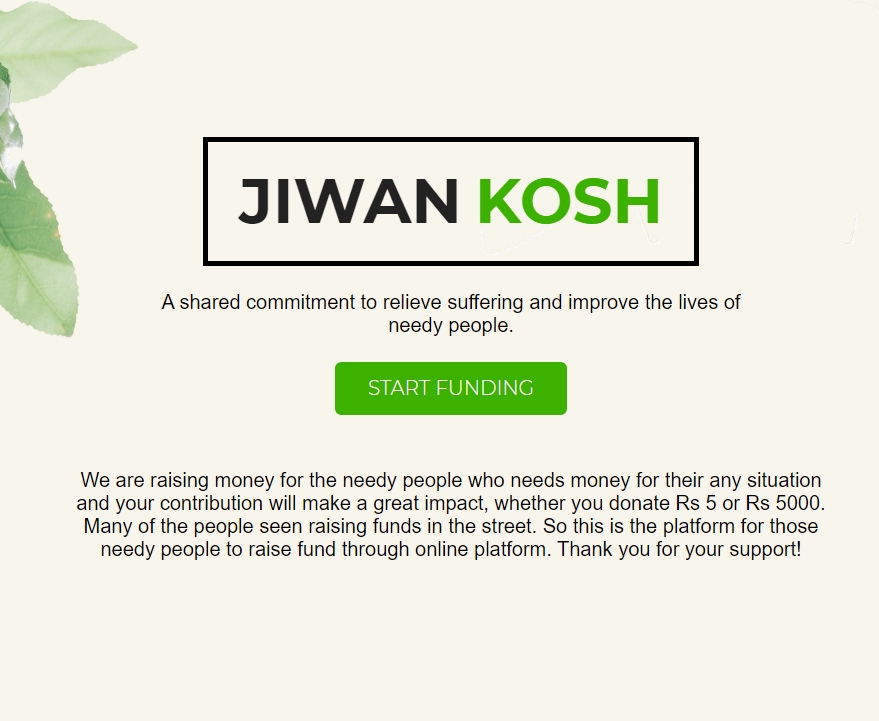 JIWAN KOSH
A shared commitment to relieve suffering and improve the lives of
needy people.
START FUNDING
We are raising money for the needy people who needs money for their any situation
and your contribution will make a great impact, whether you donate Rs 5 or Rs 5000.
Many of the people seen raising funds in the street. So this is the platform for those
needy people to raise fund through online platform. Thank you for your support!